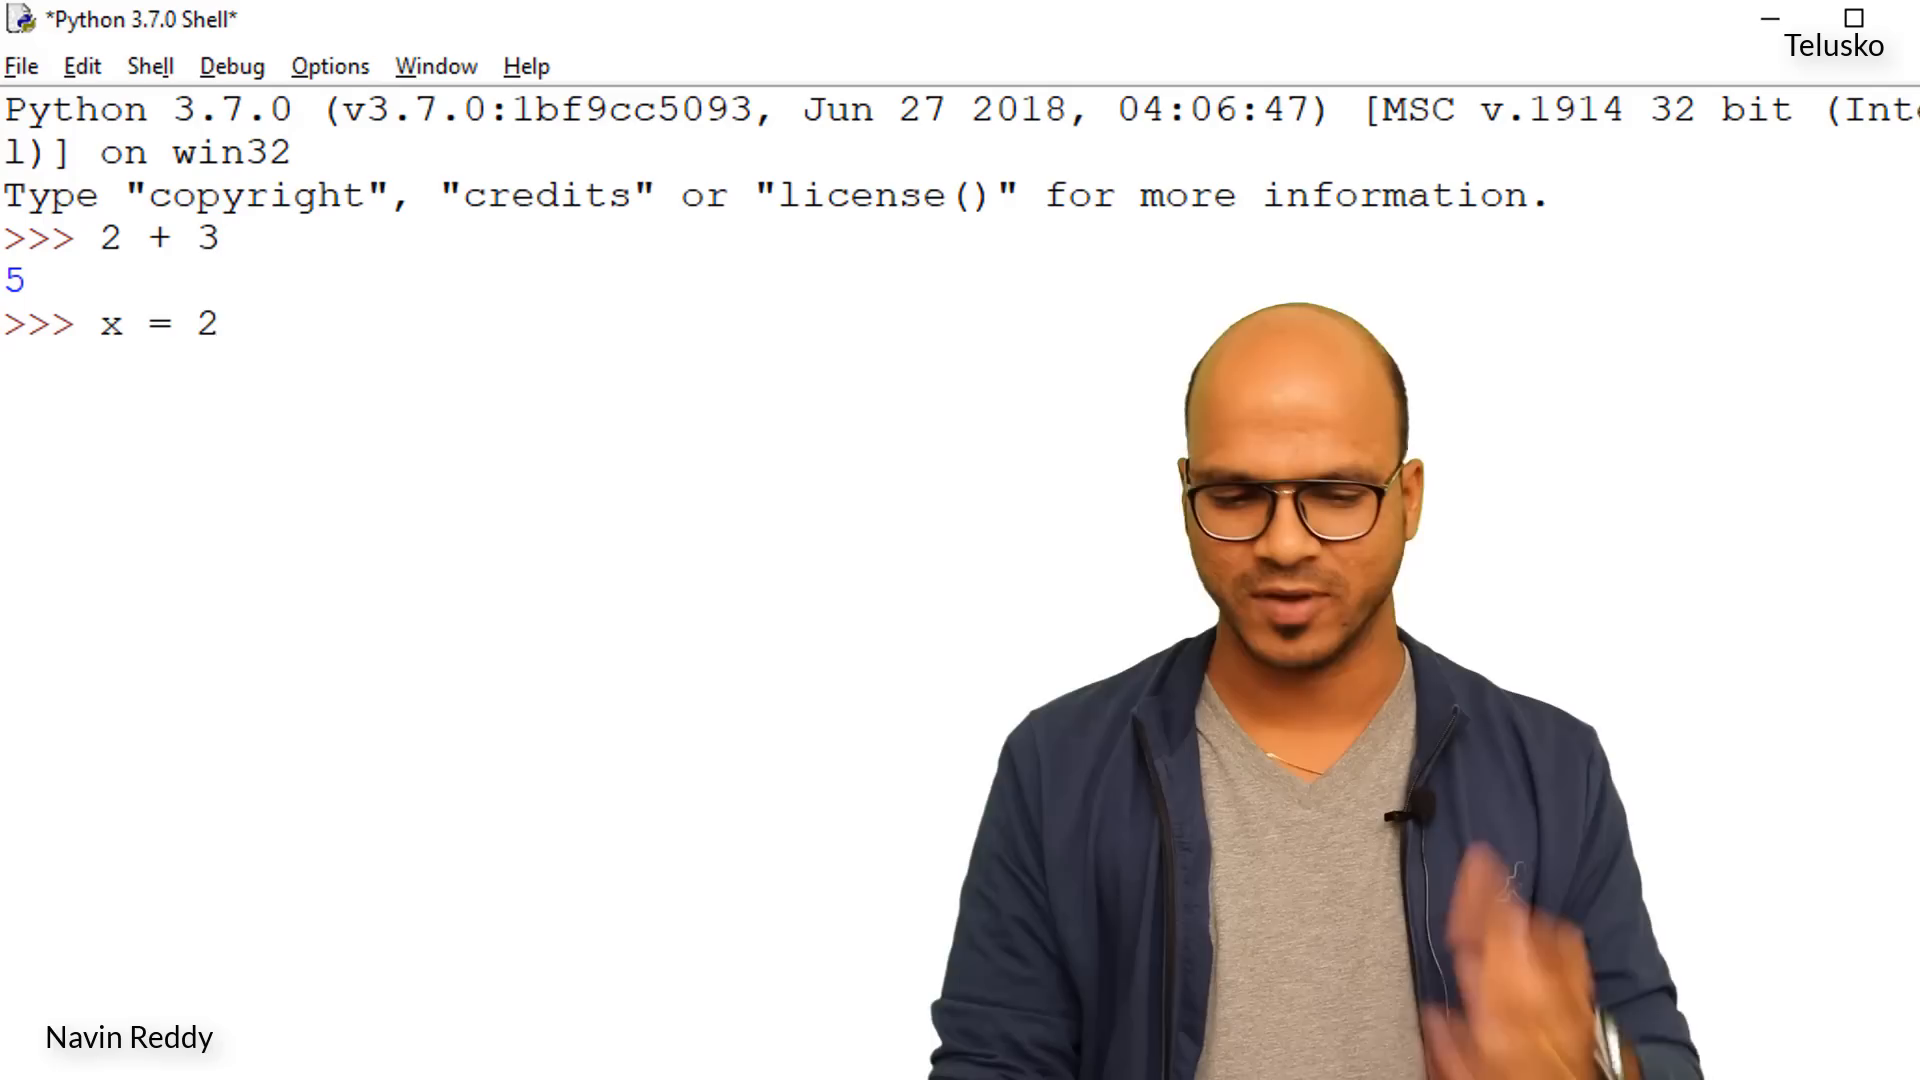 *Python 3.7.0 Shell*
Telusko
File Edit Shell Debug Options Window Help
Python 3.7.0 (v3.7.0:1bf9cc5093, Jun 27 2018, 04:06:47) [MSC v.1914 32 bit (Inte
l)] on win32
Type "copyright", "credits" or "license()" for more information.
>>> 2 + 3
5
>>> x = 2
Navin Reddy